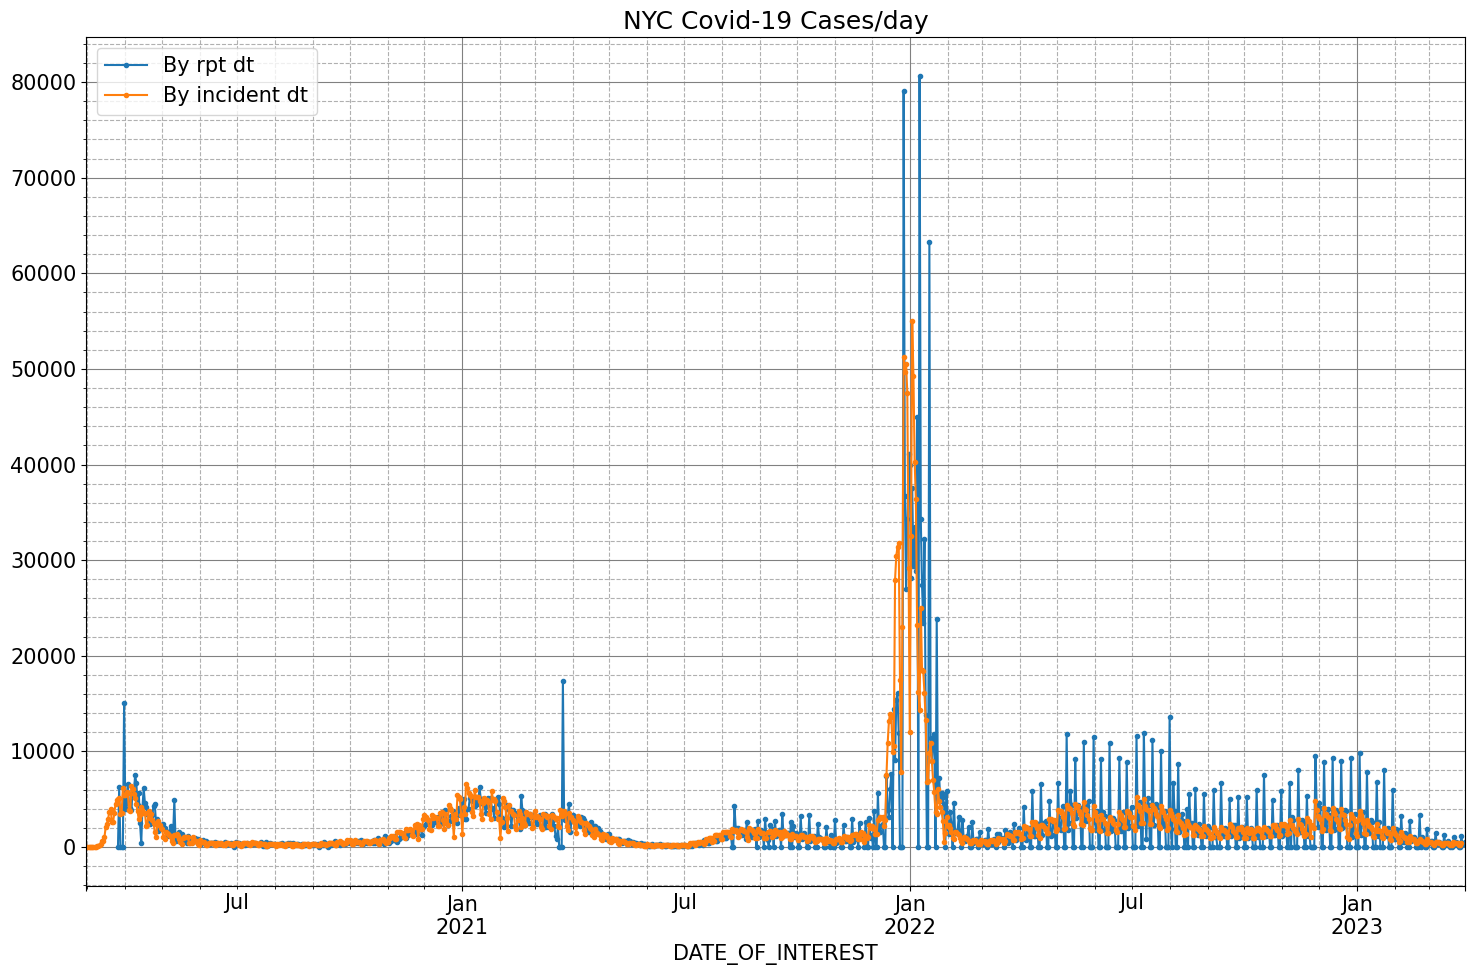 NYC Covid-19 Cases/day
By rpt dt
By incident dt
80000
70000
60000
50000
40000
30000
20000
10000
0
Jul
Jan
2021
Jul
Jan
2022
Jul
Jan
2023
DATE_OF_INTEREST